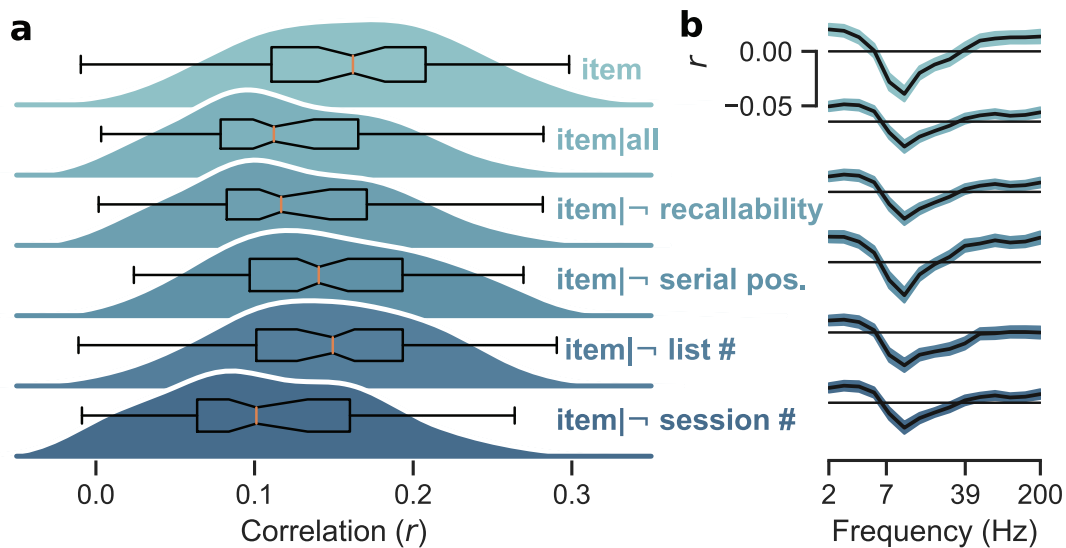 a
item
item|all
item|¬ recallability
item|¬ serial pos.
item|¬ list #
item|¬ session #
0.0 0.1 0.2 0.3
Correlation (r)
b
r
0.00
−0.05
2 7 39 200
Frequency (Hz)